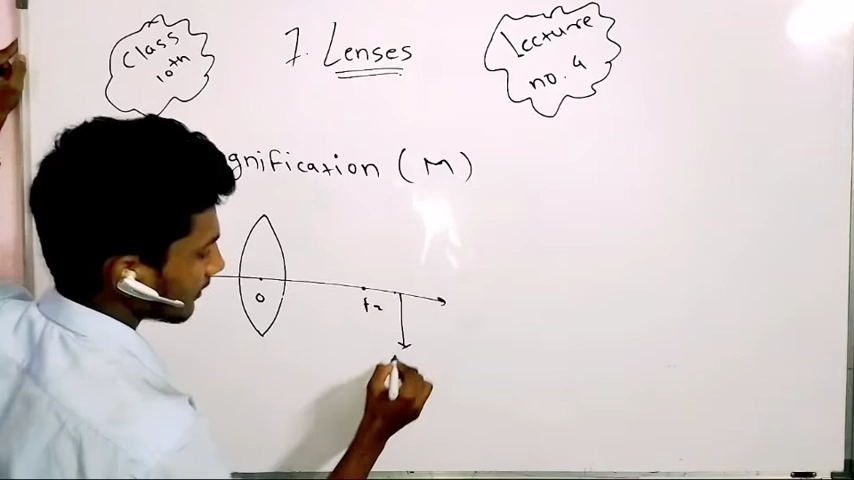 Class
10th
7. Lenses
Lecture
no. 4
gnification (M)
O
F2